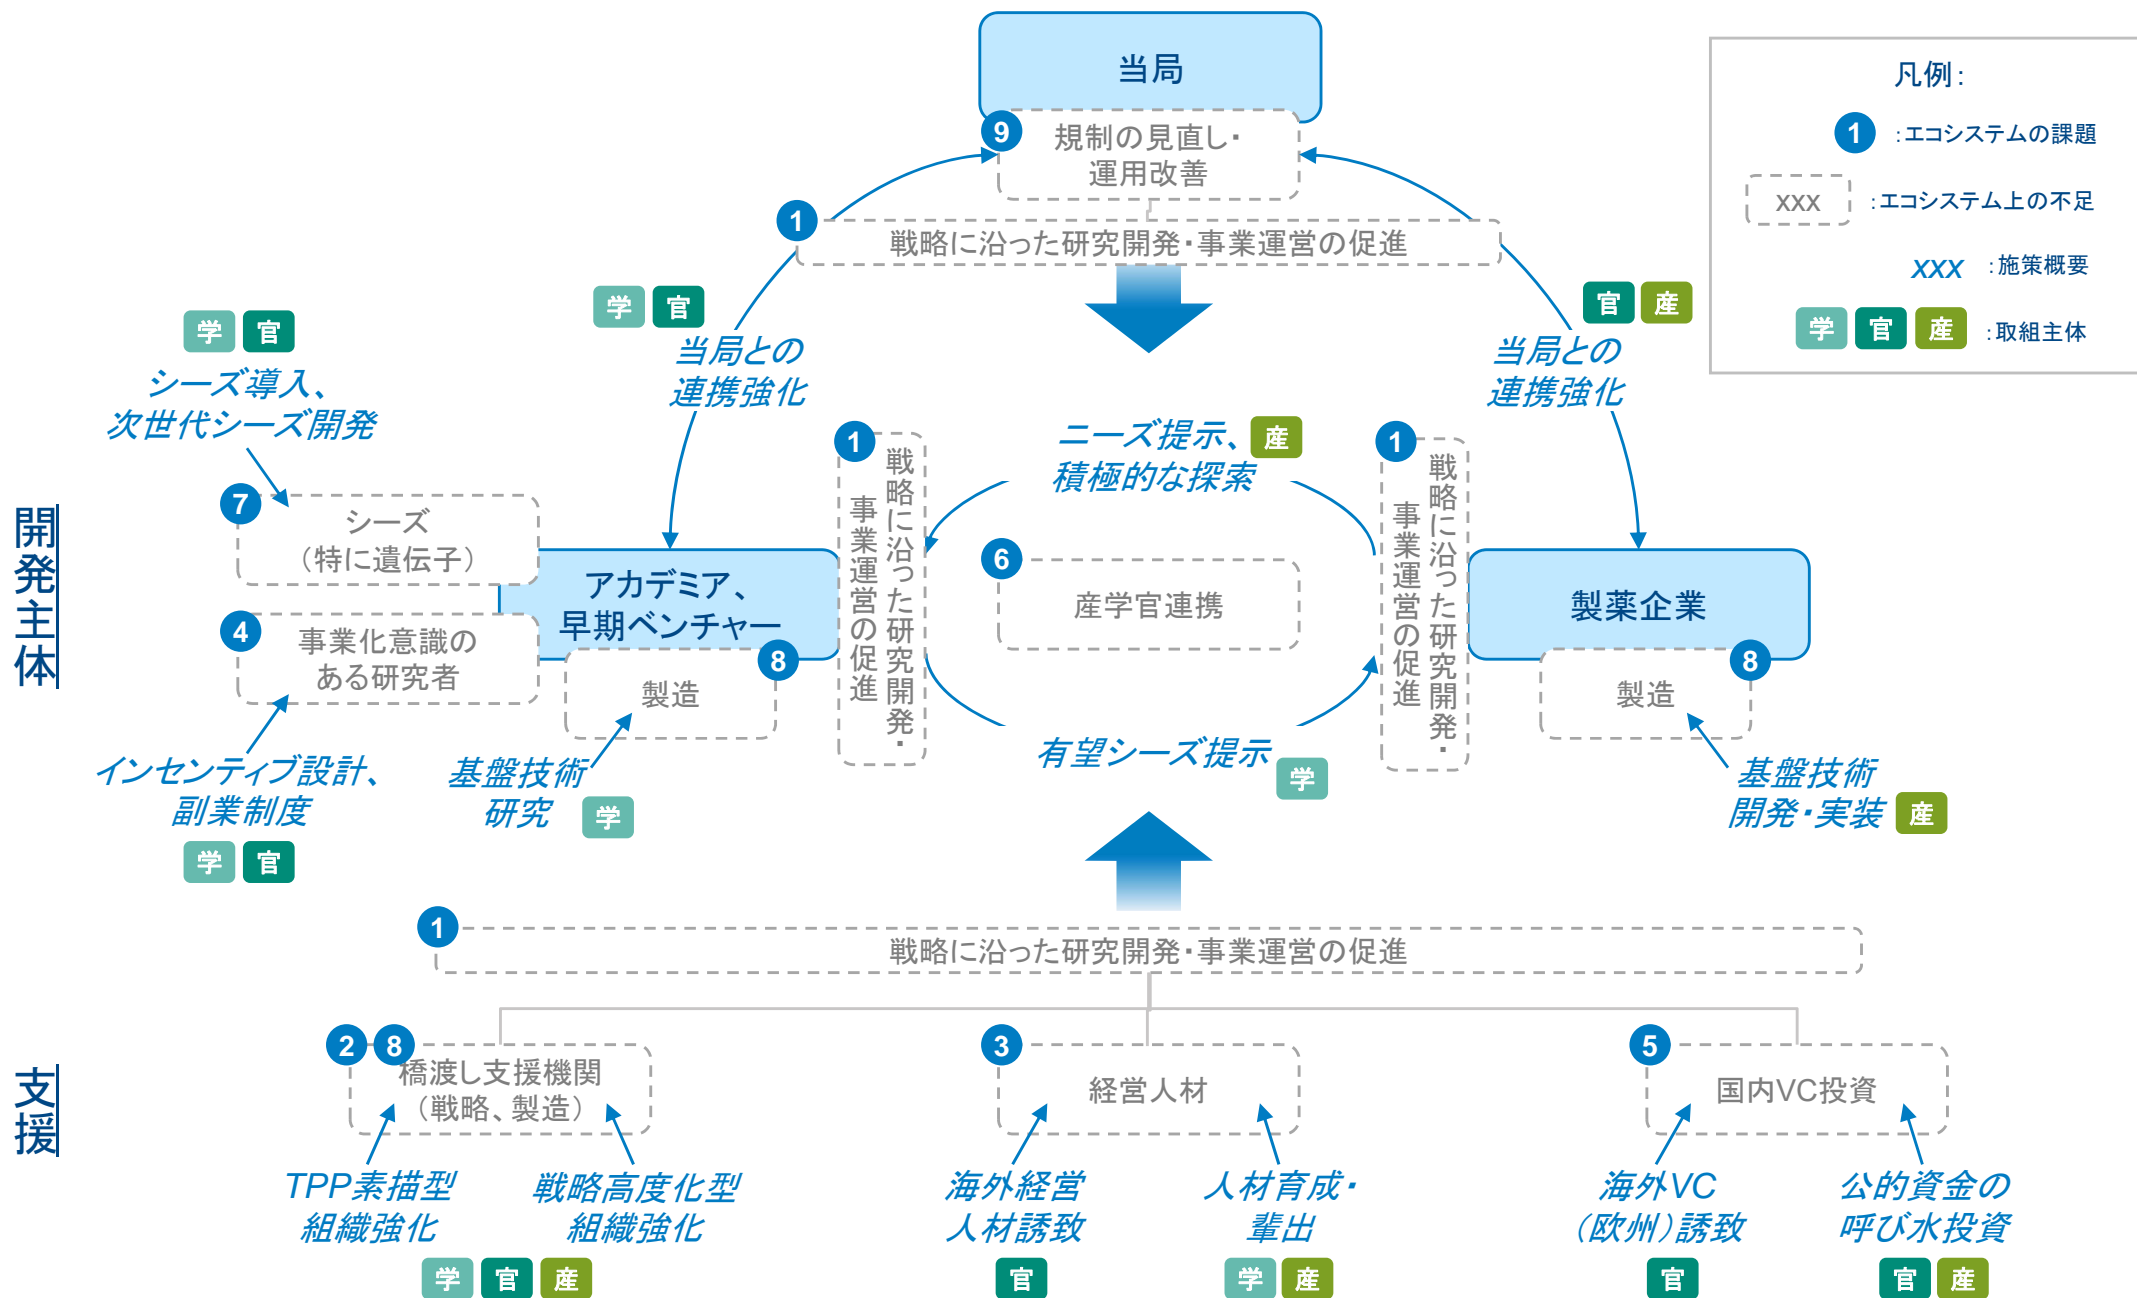 当局
9
規制の見直し・
運用改善
1
戦略に沿った研究開発・事業運営の促進
凡例：
1
：エコシステムの課題
xxx
：エコシステム上の不足
xxx
：施策概要
学 官 産
：取組主体
学 官
当局との
連携強化
官 産
当局との
連携強化
学 官
シーズ導入、
次世代シーズ開発
開発主体
7
シーズ
（特に遺伝子）
4
事業化意識の
ある研究者
アカデミア、
早期ベンチャー
8
製造
インセンティブ設計、
副業制度
学 官
基盤技術
研究
学
1
戦略に沿った研究開発・
事業運営の促進
ニーズ提示、
積極的な探索
産
6
産学官連携
有望シーズ提示
学
1
戦略に沿った研究開発・
事業運営の促進
製薬企業
8
製造
基盤技術
開発・実装
産
1
戦略に沿った研究開発・事業運営の促進
支援
2 8
橋渡し支援機関
（戦略、製造）
TPP素描型
組織強化
戦略高度化型
組織強化
学 官 産
3
経営人材
海外経営
人材誘致
官
人材育成・
輩出
学 産
5
国内VC投資
海外VC
（欧州）誘致
官
公的資金の
呼び水投資
官 産